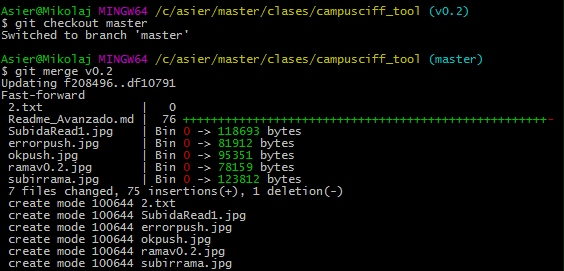 Asier@Mikolaj MINGW64 /c/asier/master/clases/campusciff_tool (v0.2)
$ git checkout master
Switched to branch 'master'
Asier@Mikolaj MINGW64 /c/asier/master/clases/campusciff_tool (master)
$ git merge v0.2
Updating f208496..df10791
Fast-forward
 2.txt              |   0
 Readme_Avanzado.md |  76 +++++++++++++++++++++++++++++++++++++++++++++++++++-
 SubidaRead1.jpg    | Bin 0 -> 118693 bytes
 errorpush.jpg      | Bin 0 -> 81912 bytes
 okpush.jpg         | Bin 0 -> 95351 bytes
 ramav0.2.jpg       | Bin 0 -> 78159 bytes
 subirrama.jpg      | Bin 0 -> 123812 bytes
 7 files changed, 75 insertions(+), 1 deletion(-)
 create mode 100644 2.txt
 create mode 100644 SubidaRead1.jpg
 create mode 100644 errorpush.jpg
 create mode 100644 okpush.jpg
 create mode 100644 ramav0.2.jpg
 create mode 100644 subirrama.jpg